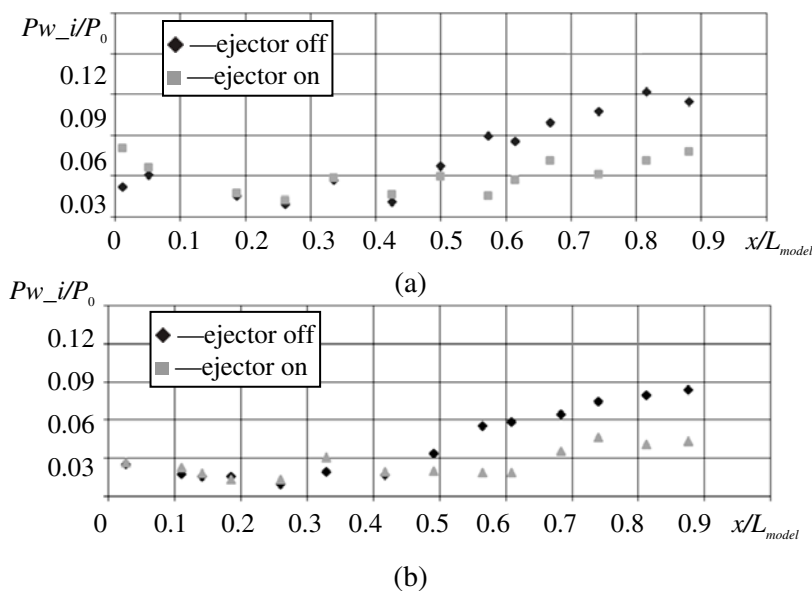 Pw_i/P₀
—ejector off
—ejector on
0.12
0.09
0.06
0.03
0 0.1 0.2 0.3 0.4 0.5 0.6 0.7 0.8 0.9 x/Lmodel
(a)
Pw_i/P₀
—ejector off
—ejector on
0.12
0.09
0.06
0.03
0 0.1 0.2 0.3 0.4 0.5 0.6 0.7 0.8 0.9 x/Lmodel
(b)